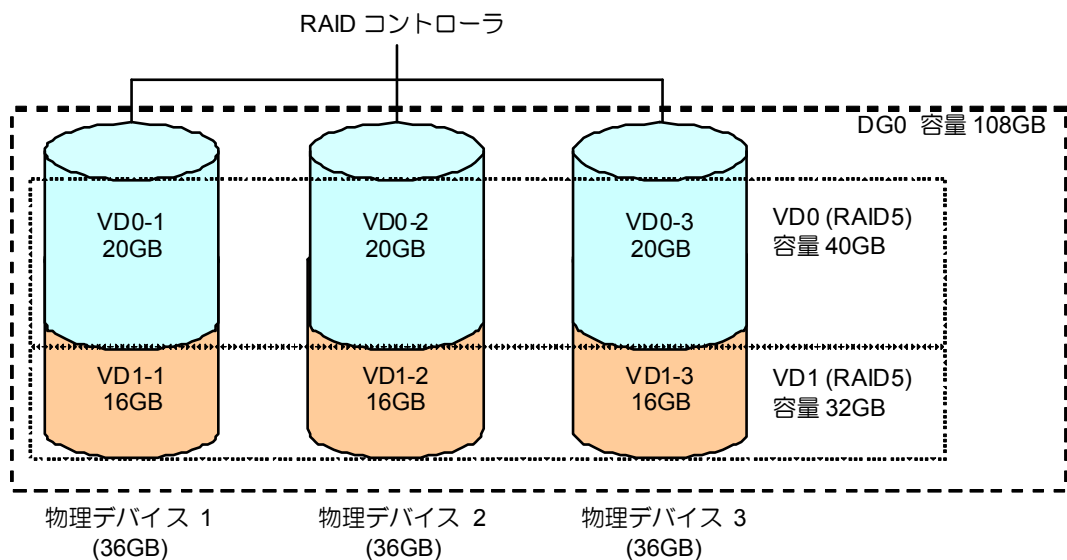 RAID コントローラ
DG0 容量 108GB
VD0-1
20GB
VD0-2
20GB
VD0-3
20GB
VD0 (RAID5)
容量 40GB
VD1-1
16GB
VD1-2
16GB
VD1-3
16GB
VD1 (RAID5)
容量 32GB
物理デバイス 1
(36GB)
物理デバイス 2
(36GB)
物理デバイス 3
(36GB)